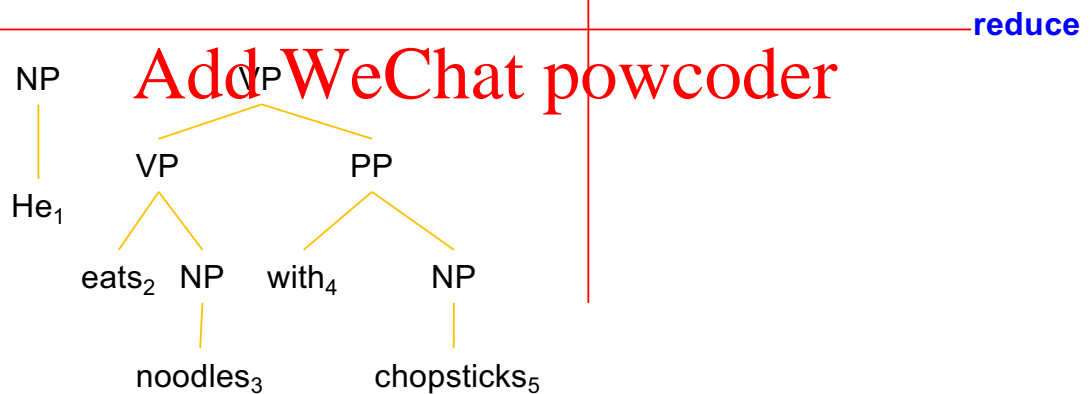 reduce
Add WeChat powcoder
NP VP
VP PP
He1
eats2 NP with4 NP
noodles3 chopsticks5